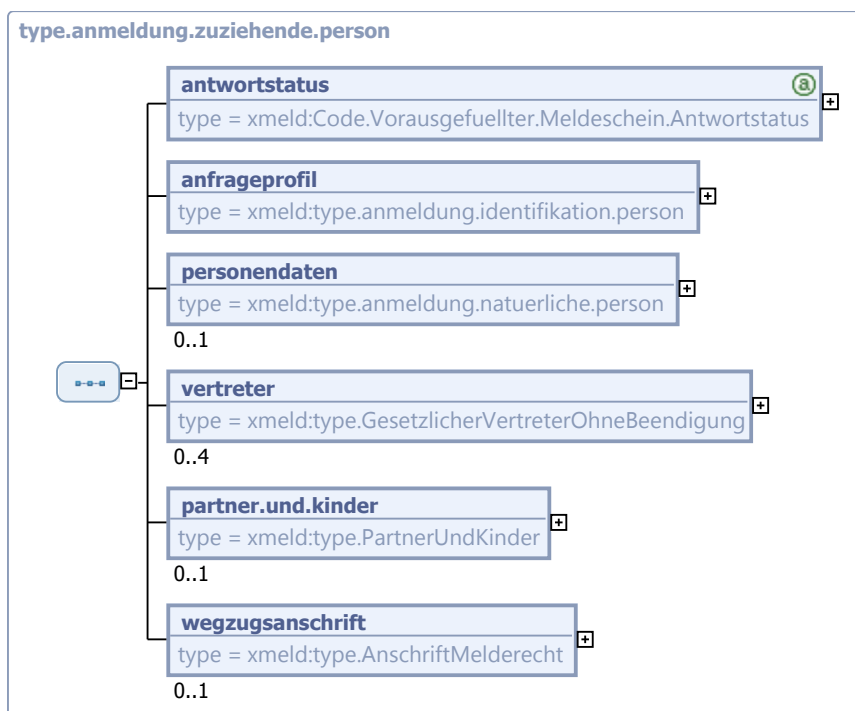 type.anmeldung.zuziehende.person
antwortstatus
a
type = xmeld:Code.Vorausgefuellter.Meldeschein.Antwortstatus
anfrageprofil
type = xmeld:type.anmeldung.identifikation.person
personendaten
type = xmeld:type.anmeldung.natuerliche.person
0..1
vertreter
type = xmeld:type.GesetzlicherVertreterOhneBeendigung
0..4
partner.und.kinder
type = xmeld:type.PartnerUndKinder
0..1
wegzugsanschrift
type = xmeld:type.AnschriftMelderecht
0..1